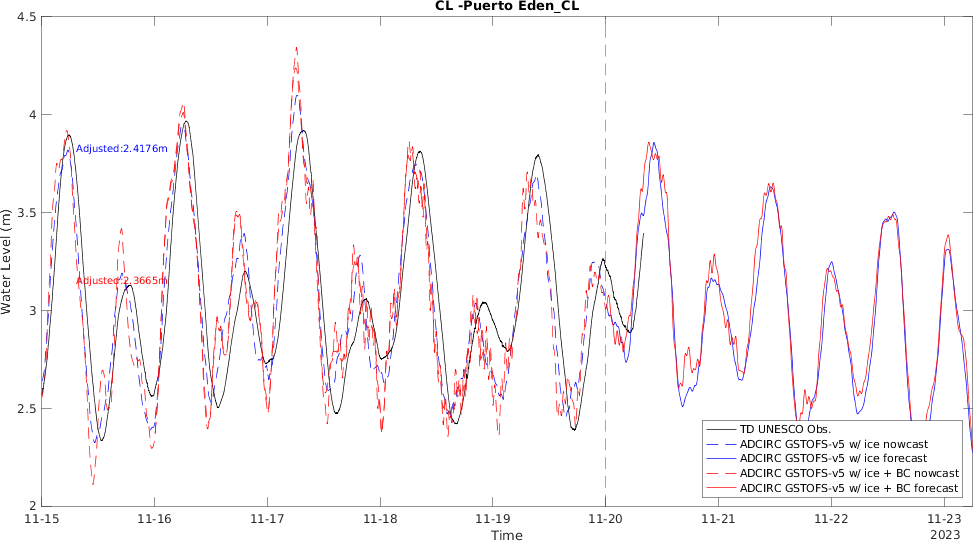 CL -Puerto Eden_CL
4.5
4
3.5
3
2.5
2
Water Level (m)
Adjusted:2.4176m
Adjusted:2.3665m
TD UNESCO Obs.
ADCIRC GSTOFS-v5 w/ ice nowcast
ADCIRC GSTOFS-v5 w/ ice forecast
ADCIRC GSTOFS-v5 w/ ice + BC nowcast
ADCIRC GSTOFS-v5 w/ ice + BC forecast
11-15 11-16 11-17 11-18 11-19 11-20 11-21 11-22 11-23
Time
2023